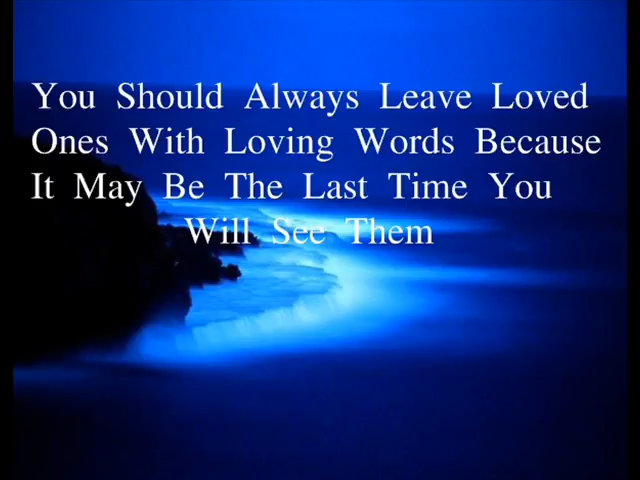 You Should Always Leave Loved
Ones With Loving Words Because
It May Be The Last Time You
Will See Them